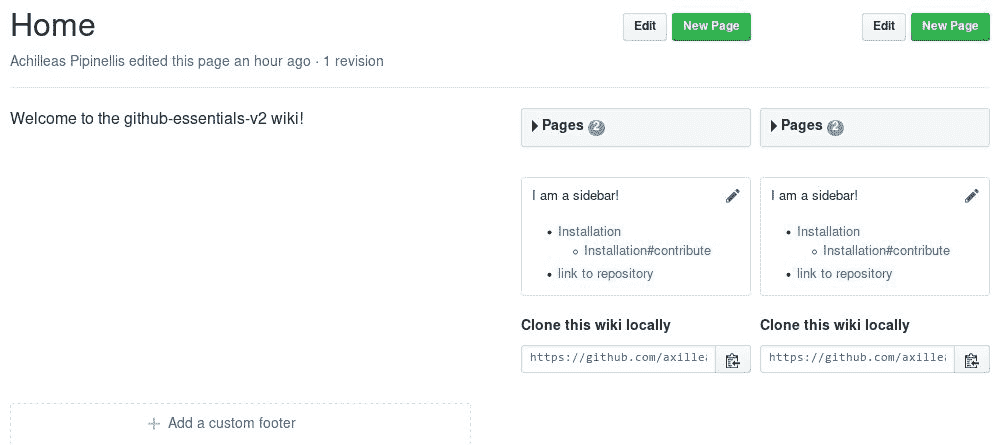 Home
Edit New Page Edit New Page
Achilleas Pipinellis edited this page an hour ago · 1 revision
Welcome to the github-essentials-v2 wiki!
Pages 2
Pages 2
I am a sidebar!
• Installation
◦ Installation#contribute
• link to repository
I am a sidebar!
• Installation
◦ Installation#contribute
• link to repository
Clone this wiki locally
https://github.com/axillea
Clone this wiki locally
https://github.com/axillea
Add a custom footer